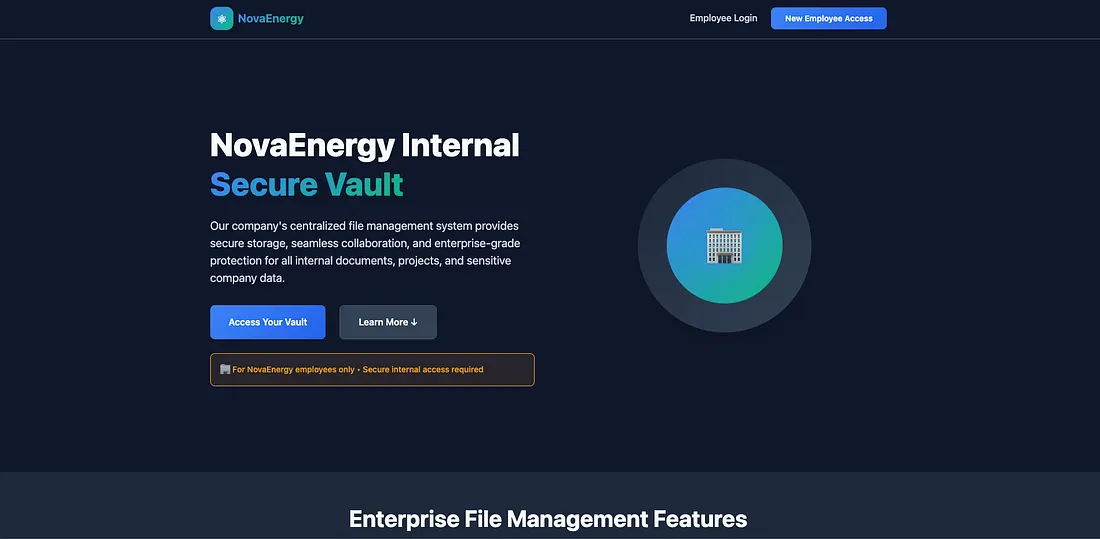 NovaEnergy
Employee Login
New Employee Access
NovaEnergy Internal
Secure Vault
Our company's centralized file management system provides
secure storage, seamless collaboration, and enterprise-grade
protection for all internal documents, projects, and sensitive
company data.
Access Your Vault
Learn More ↓
For NovaEnergy employees only • Secure internal access required
Enterprise File Management Features